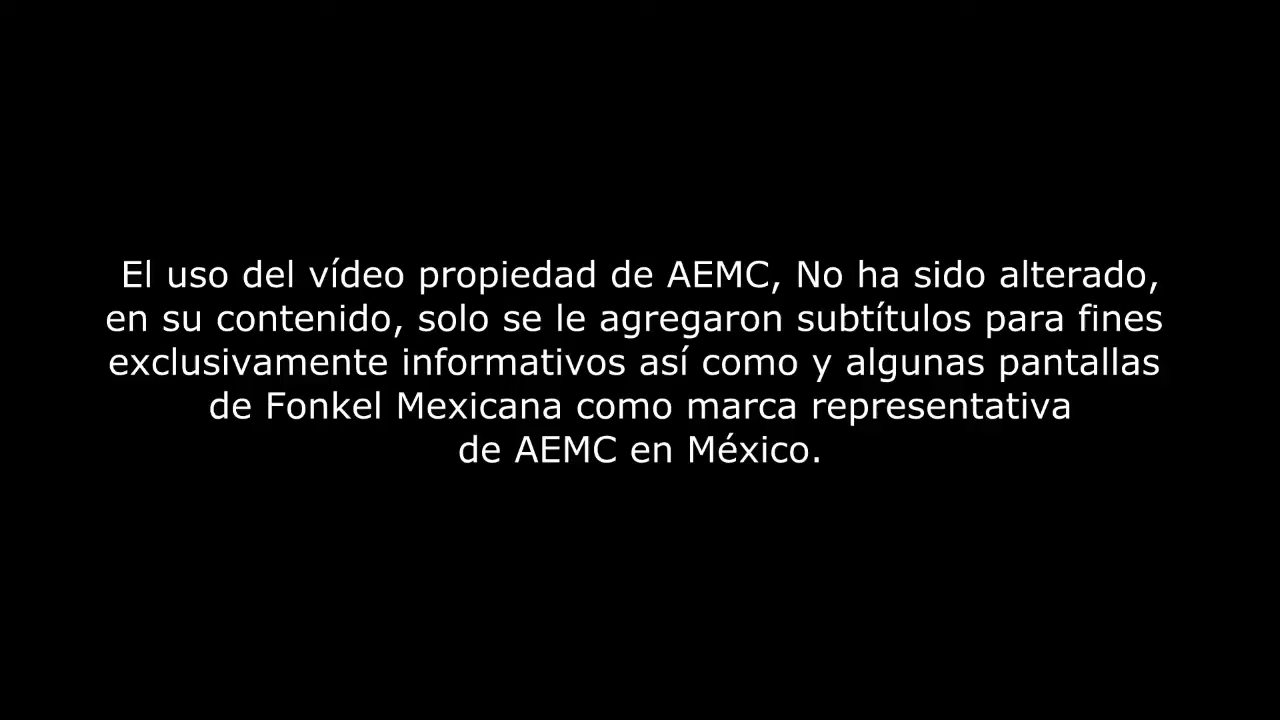 El uso del vídeo propiedad de AEMC, No ha sido alterado,
en su contenido, solo se le agregaron subtítulos para fines
exclusivamente informativos así como y algunas pantallas
de Fonkel Mexicana como marca representativa
de AEMC en México.